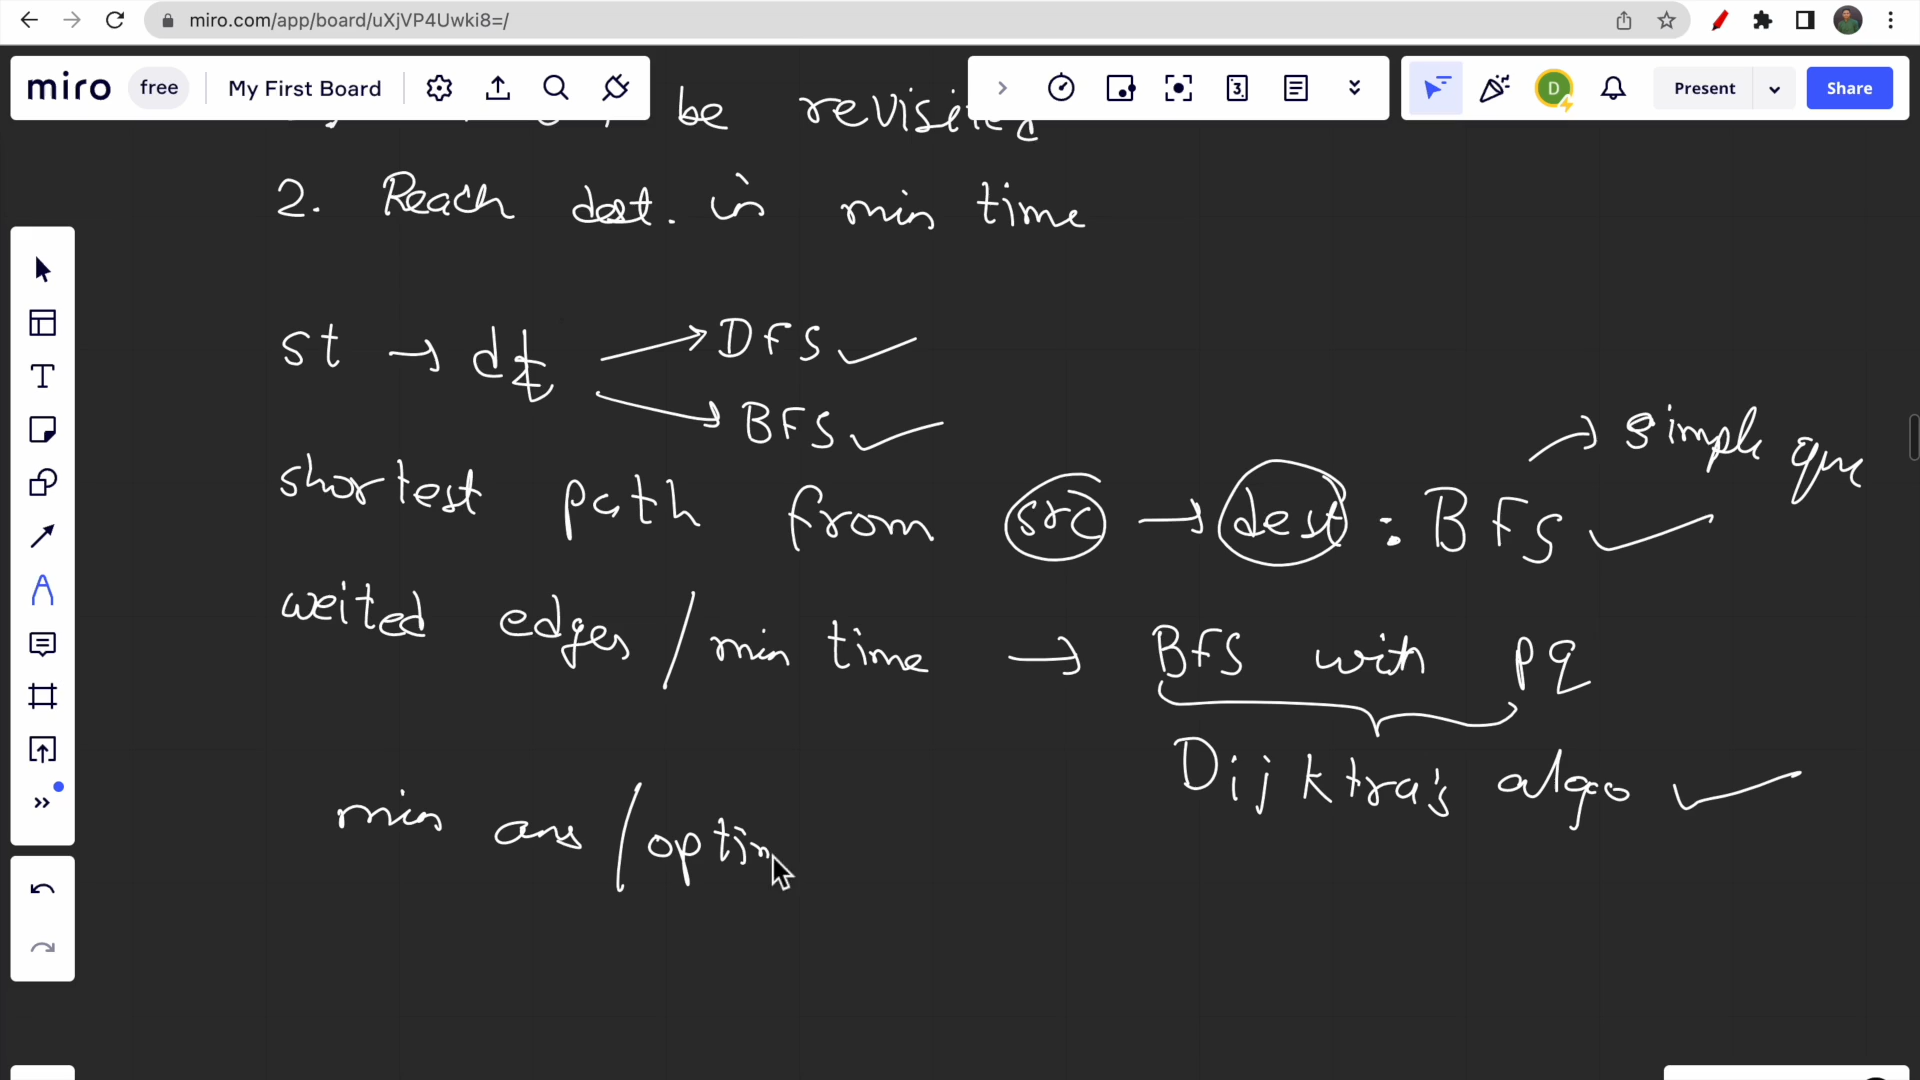 miro.com/app/board/uXjVP4Uwki8=/
miro free My First Board
3
D
Present
Share
be revisited
2. Reach dest. in min time
st → dt
DFS
BFS
simple que
shortest path from src → dest : BFS
weited edges / min time → BFS with pq
Dijktra's algo
min ans / optim